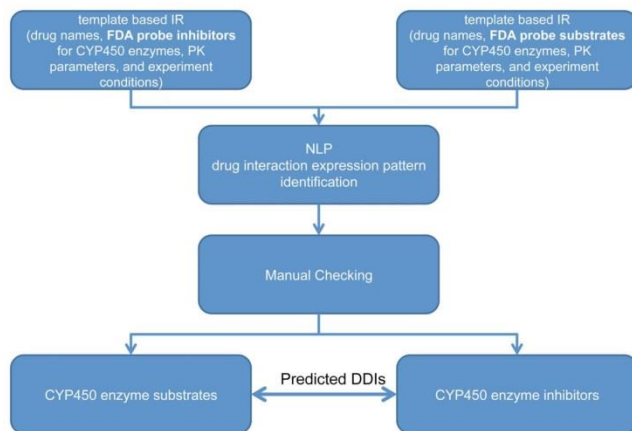 template based IR
(drug names, FDA probe inhibitors
for CYP450 enzymes, PK
parameters, and experiment
conditions)
template based IR
(drug names, FDA probe substrates
for CYP450 enzymes, PK
parameters, and experiment
conditions)
NLP
drug interaction expression pattern
identification
Manual Checking
CYP450 enzyme substrates
Predicted DDIs
CYP450 enzyme inhibitors